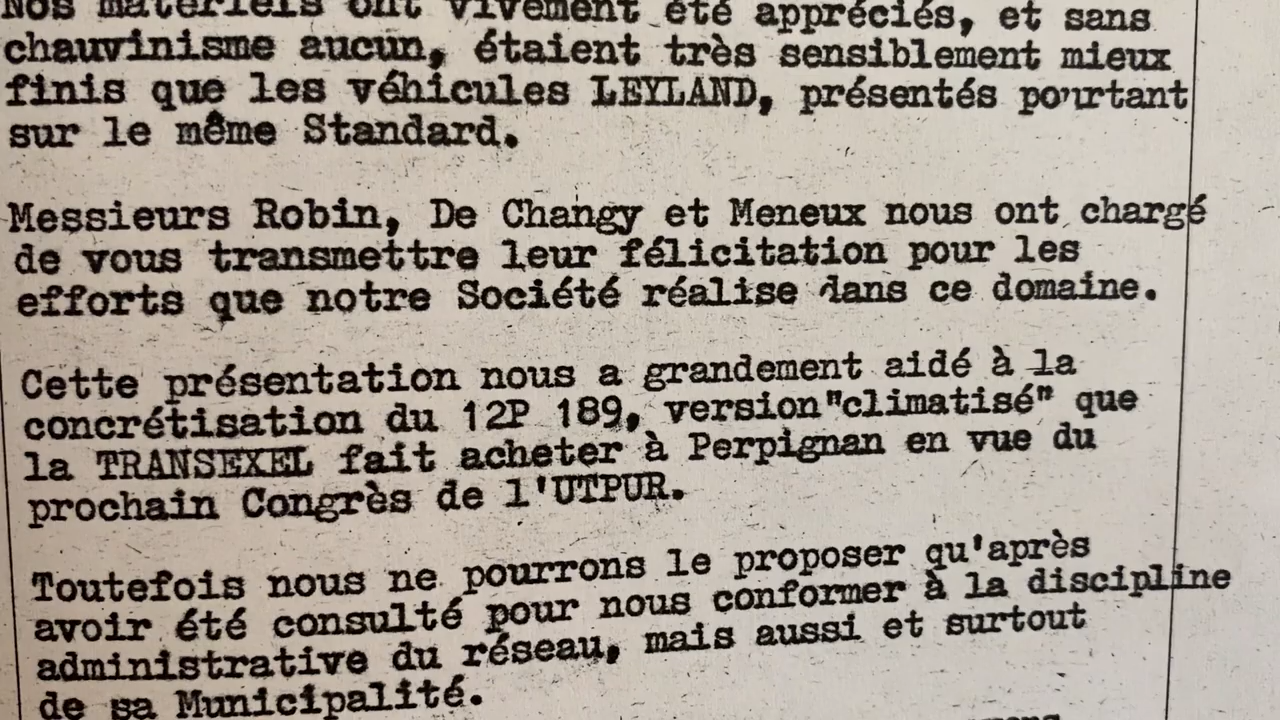 Nos matériels ont vivement été appréciés, et sans
chauvinisme aucun, étaient très sensiblement mieux
finis que les véhicules LEYLAND, présentés pourtant
sur le même Standard.
Messieurs Robin, De Changy et Meneux nous ont chargé
de vous transmettre leur félicitation pour les
efforts que notre Société réalise dans ce domaine.
Cette présentation nous a grandement aidé à la
concrétisation du 12P 189, version"climatisé" que
la TRANSEXEL fait acheter à Perpignan en vue du
prochain Congrès de l'UTPUR.
Toutefois nous ne pourrons le proposer qu'après
avoir été consulté pour nous conformer à la discipline
administrative du réseau, mais aussi et surtout
de sa Municipalité.